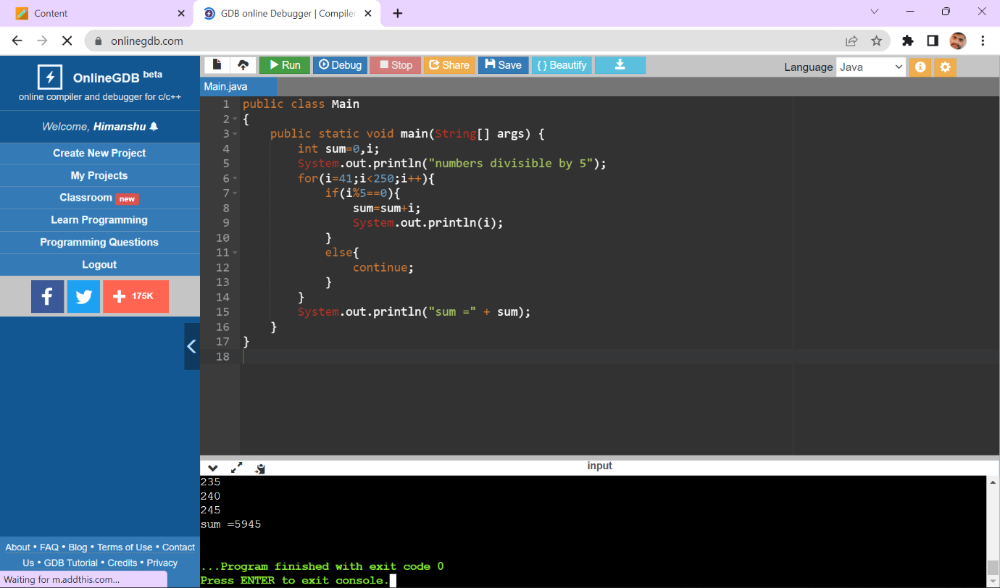 Content
GDB online Debugger | Compiler
onlinegdb.com
OnlineGDB beta
online compiler and debugger for c/c++
Welcome, Himanshu
Create New Project
My Projects
Classroom new
Learn Programming
Programming Questions
Logout
175K
About • FAQ • Blog • Terms of Use • Contact
Us • GDB Tutorial • Credits • Privacy
Waiting for m.addthis.com...
Run Debug Stop Share Save { } Beautify
Language Java
Main.java
1 public class Main
2 {
3 public static void main(String[] args) {
4 int sum=0,i;
5 System.out.println("numbers divisible by 5");
6 for(i=41;i<250;i++){
7 if(i%5==0){
8 sum=sum+i;
9 System.out.println(i);
10 }
11 else{
12 continue;
13 }
14 }
15 System.out.println("sum =" + sum);
16 }
17 }
18
input
235
240
245
sum =5945
...Program finished with exit code 0
Press ENTER to exit console.